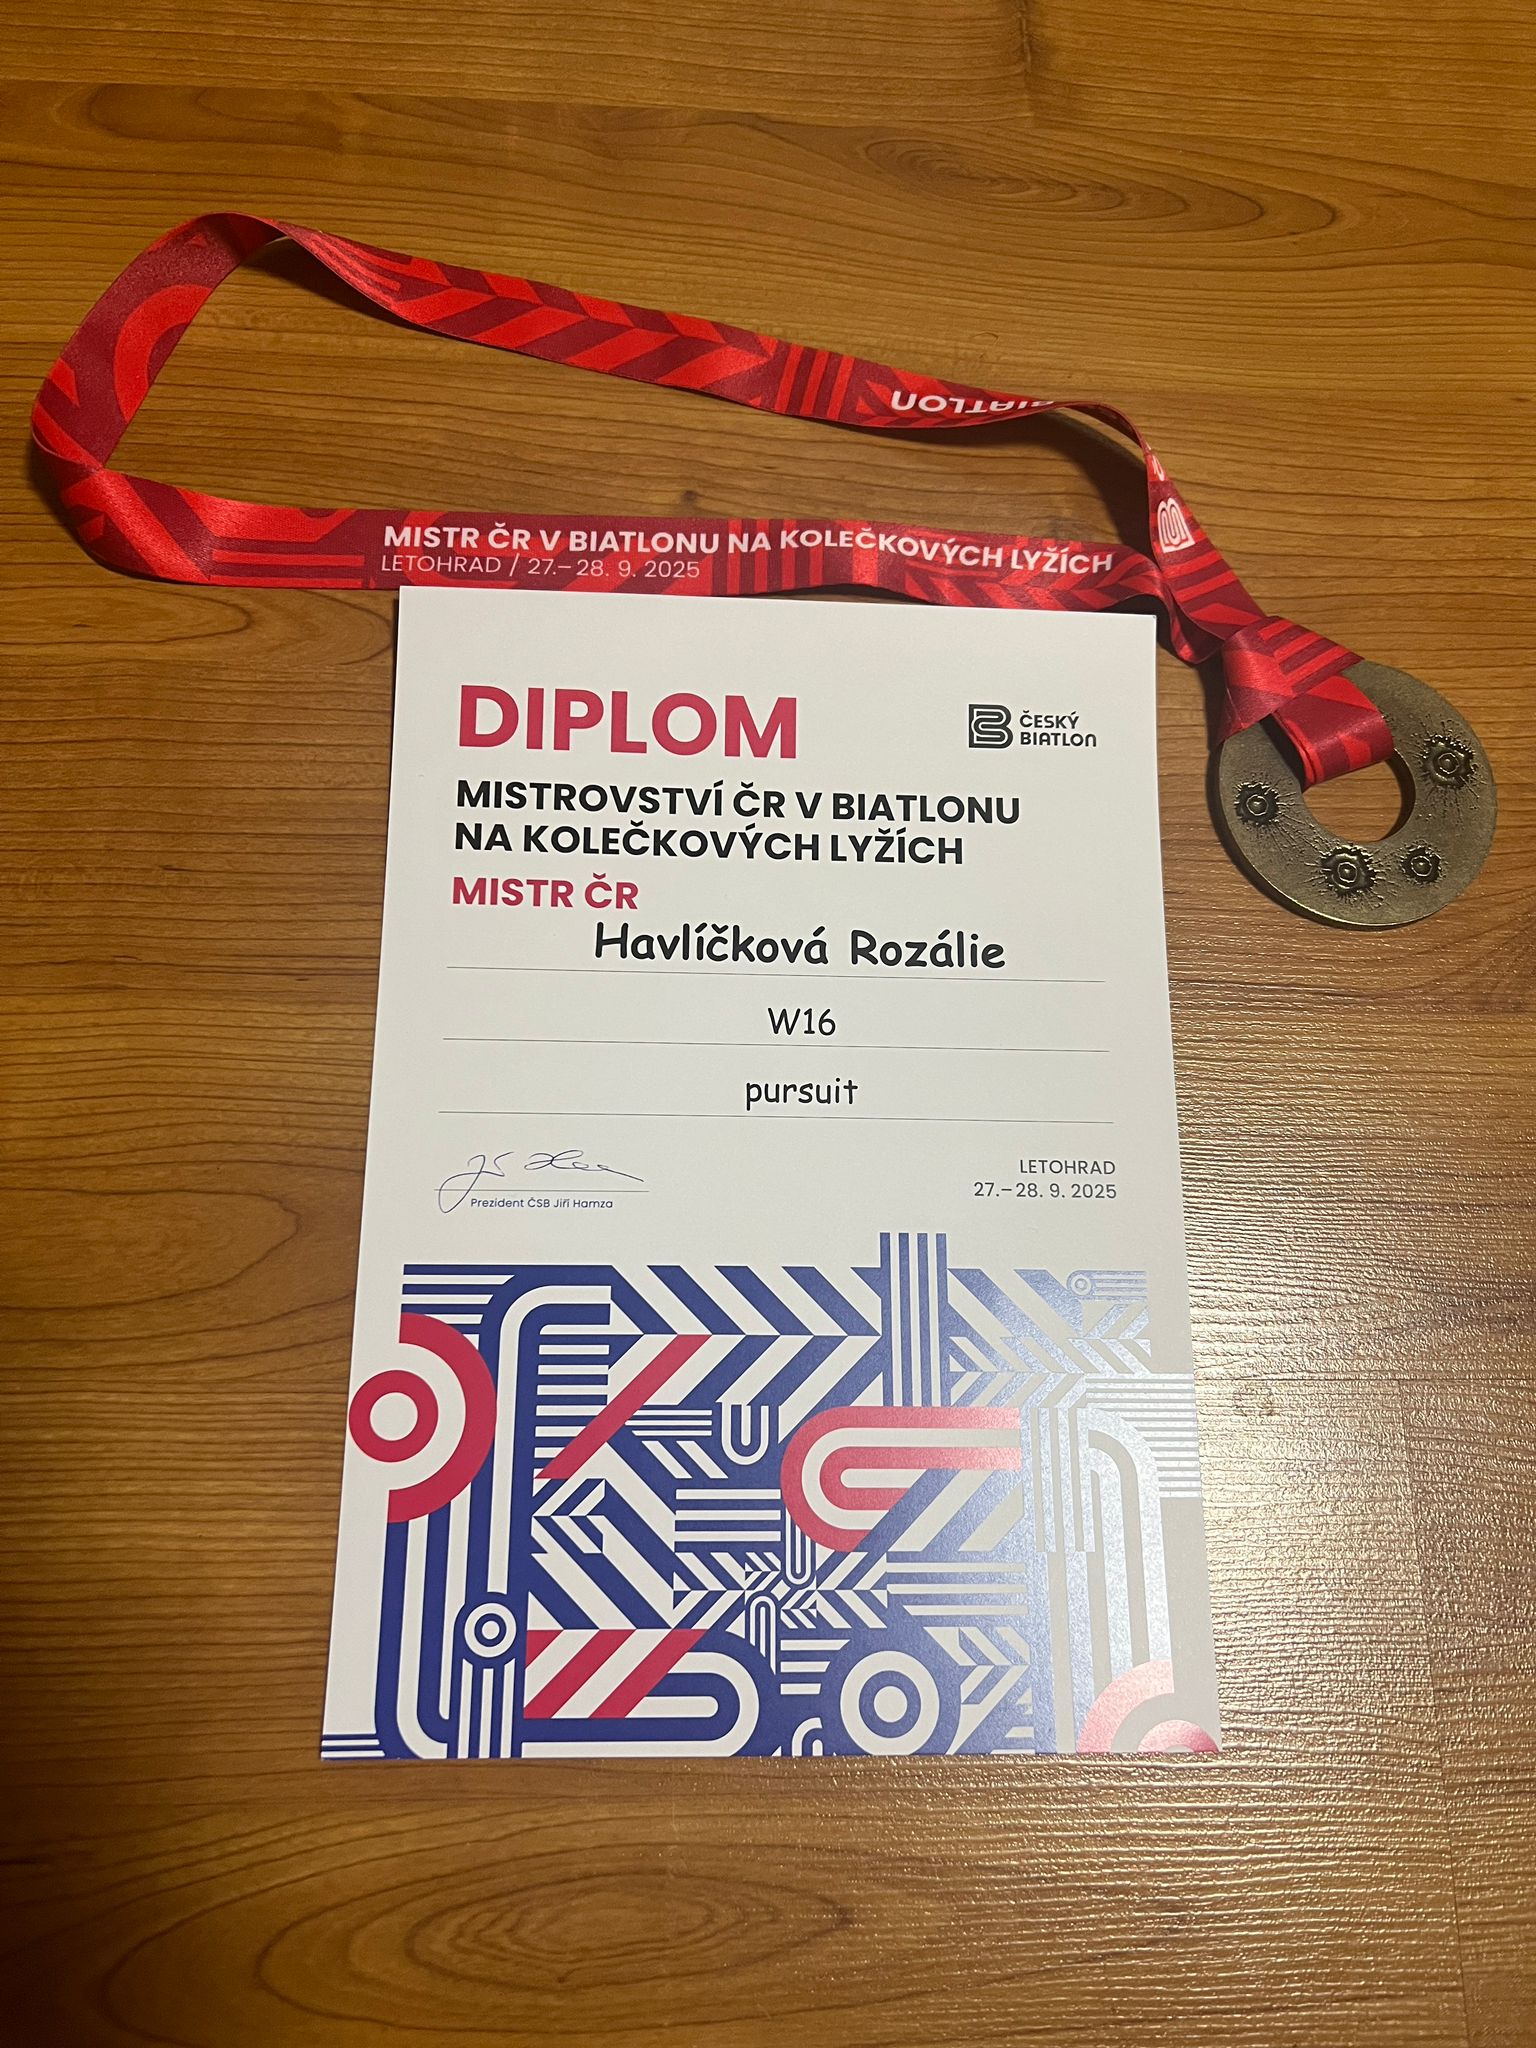 BIATLON
MISTR ČR V BIATLONU NA KOLEČKOVÝCH LYŽÍCH
LETOHRAD / 27.–28. 9. 2025
DIPLOM
ČESKÝ
BIATLON
MISTROVSTVÍ ČR V BIATLONU
NA KOLEČKOVÝCH LYŽÍCH
MISTR ČR
Havlíčková Rozálie
W16
pursuit
Prezident ČSB Jiří Hamza
LETOHRAD
27.–28. 9. 2025